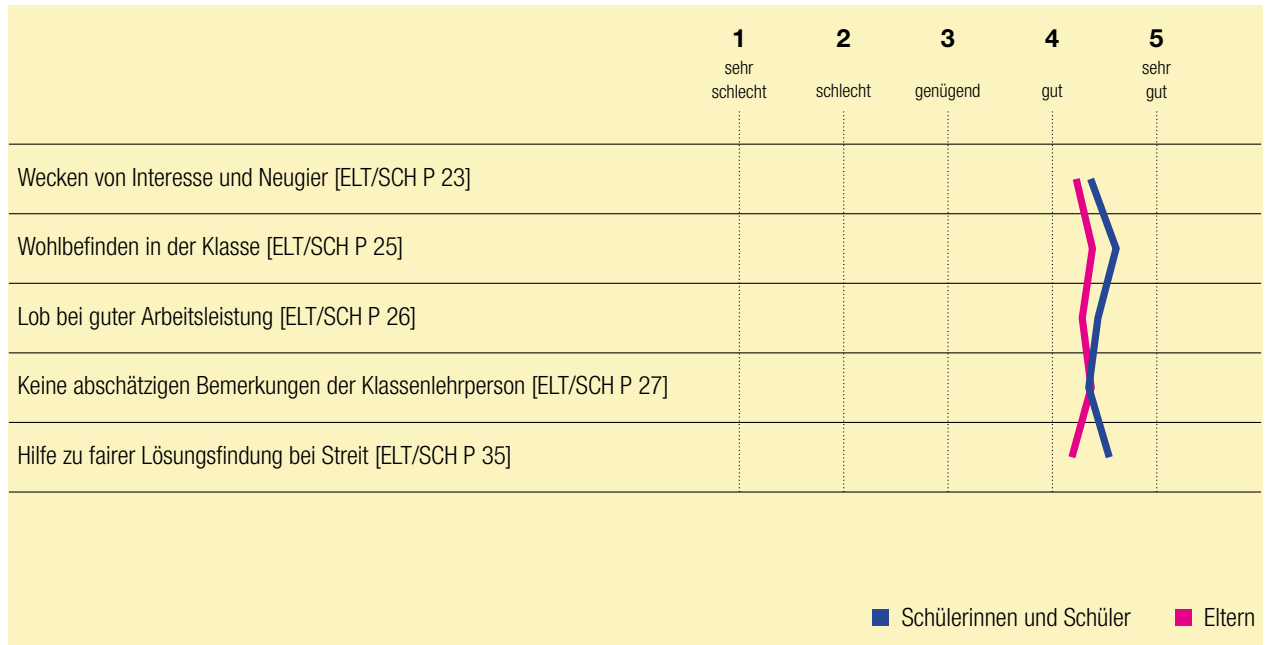 1 2 3 4 5
sehr schlecht schlecht genügend gut sehr gut
Wecken von Interesse und Neugier [ELT/SCH P 23]
Wohlbefinden in der Klasse [ELT/SCH P 25]
Lob bei guter Arbeitsleistung [ELT/SCH P 26]
Keine abschätzigen Bemerkungen der Klassenlehrperson [ELT/SCH P 27]
Hilfe zu fairer Lösungsfindung bei Streit [ELT/SCH P 35]
Schülerinnen und Schüler Eltern